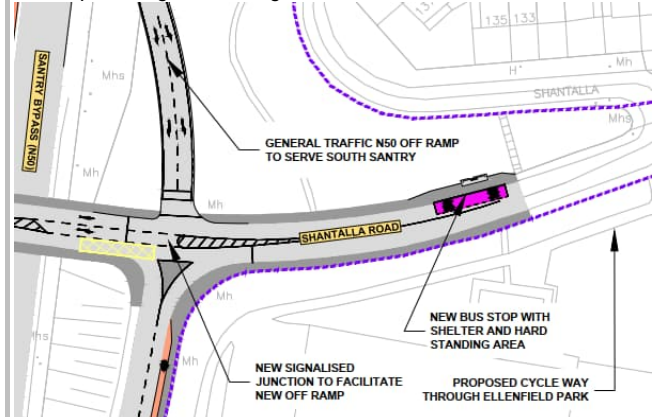 135.133
Mhs
H
Mh
SANTRY BYPASS (N50)
SHANTALLA
Mhs
GENERAL TRAFFIC N50 OFF RAMP
TO SERVE SOUTH SANTRY
Mh
Mh
SHANTALLA ROAD
Mh
NEW BUS STOP WITH
SHELTER AND HARD
STANDING AREA
Mh
NEW SIGNALISED
JUNCTION TO FACILITATE
NEW OFF RAMP
PROPOSED CYCLE WAY
THROUGH ELLENFIELD PARK